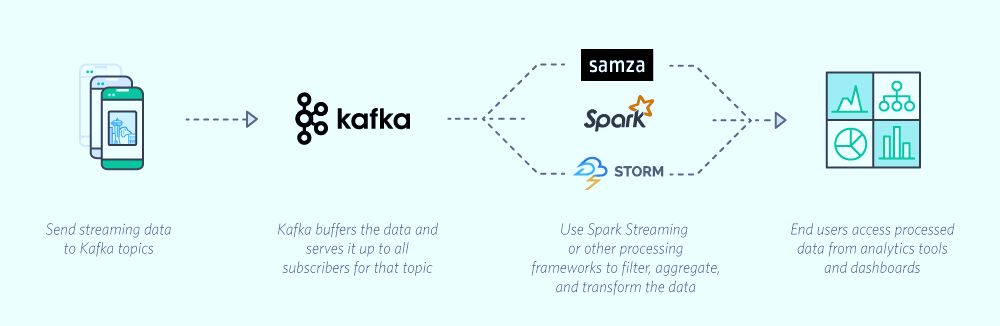 kafka
samza
Spark
STORM
Send streaming data
to Kafka topics
Kafka buffers the data and
serves it up to all
subscribers for that topic
Use Spark Streaming
or other processing
frameworks to filter, aggregate,
and transform the data
End users access processed
data from analytics tools
and dashboards